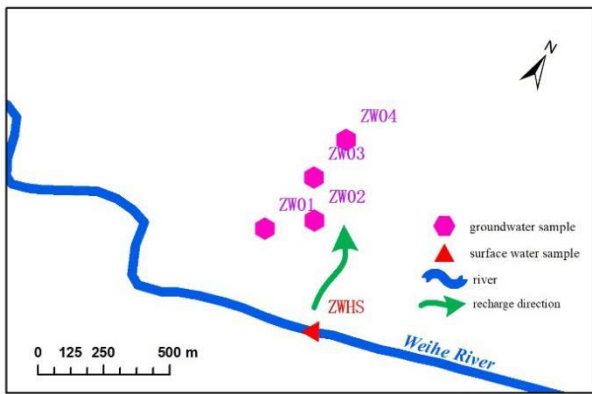 N
ZW04
ZW03
ZW02
ZW01
groundwater sample
surface water sample
river
recharge direction
ZWHS
Weihe River
0 125 250 500 m